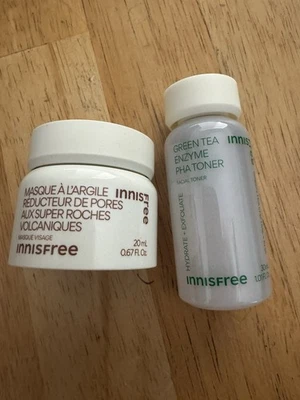 MASQUE À L'ARGILE
RÉDUCTEUR DE PORES
AUX SUPER ROCHES
VOLCANIQUES
MASQUE VISAGE
INNISFree
20 mL
0.67 FL. Oz
INNISFree
GREEN TEA
ENZYME
PHA TONER
FACIAL TONER
HYDRATE + EXFOLIATE
INNISFree